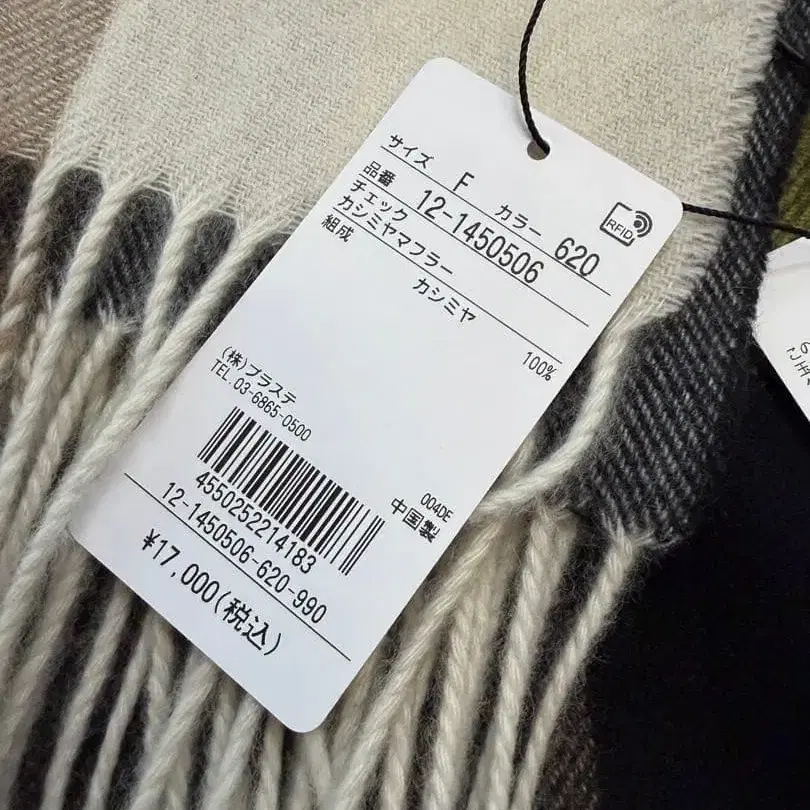 サイズ F カラー 620
品番 12-1450506
チェック
カシミヤマフラー
組成
カシミヤ 100%
(株)プラステ
TEL.03-6865-0500
004DE
中国製
4550252214183
12-1450506-620-990
¥17,000(税込)
RFID